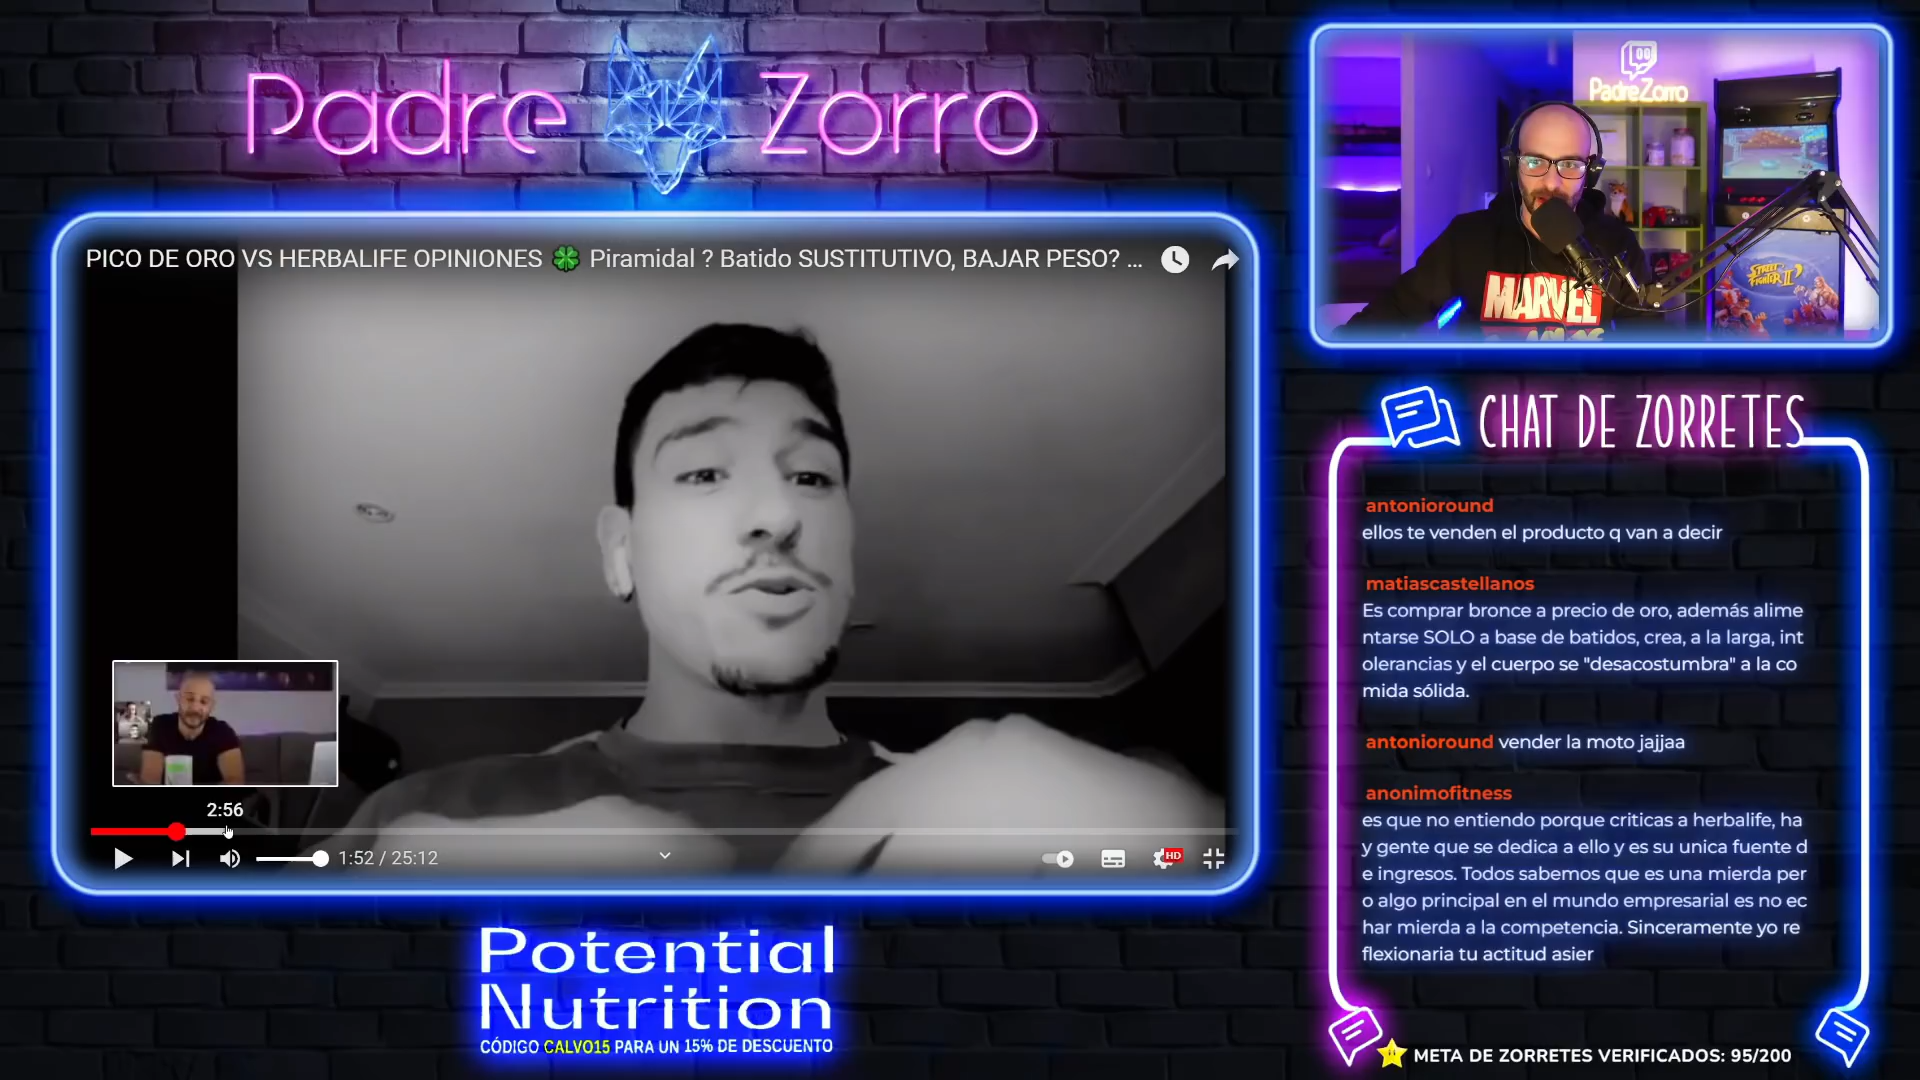 Padre Zorro
PICO DE ORO VS HERBALIFE OPINIONES 🍀 Piramidal ? Batido SUSTITUTIVO, BAJAR PESO? ...
2:56
1:52 / 25:12
HD
Potential
Nutrition
CÓDIGO CALVO15 PARA UN 15% DE DESCUENTO
PadreZorro
MARVEL
STREET
FIGHTER II'
CHAT DE ZORRETES
antonioround
ellos te venden el producto q van a decir
matiascastellanos
Es comprar bronce a precio de oro, además alime
ntarse SOLO a base de batidos, crea, a la larga, int
olerancias y el cuerpo se "desacostumbra" a la co
mida sólida.
antonioround vender la moto jajjaa
anonimofitness
es que no entiendo porque criticas a herbalife, ha
y gente que se dedica a ello y es su unica fuente d
e ingresos. Todos sabemos que es una mierda per
o algo principal en el mundo empresarial es no ec
har mierda a la competencia. Sinceramente yo re
flexionaria tu actitud asier
META DE ZORRETES VERIFICADOS: 95/200